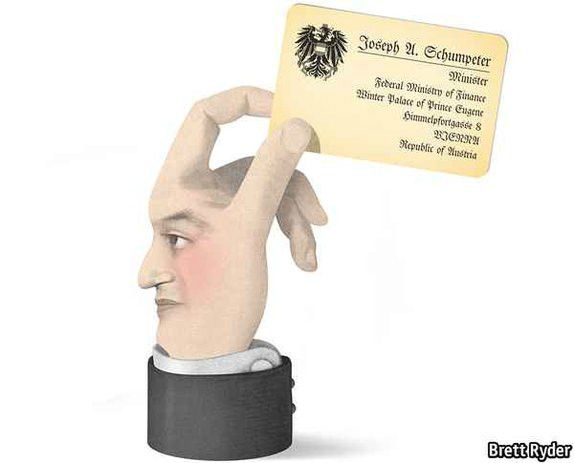 Joseph A. Schumpeter
Minister
Federal Ministry of Finance
Winter Palace of Prince Eugene
Himmelpfortgasse 8
VIENNA
Republic of Austria
Brett Ryder